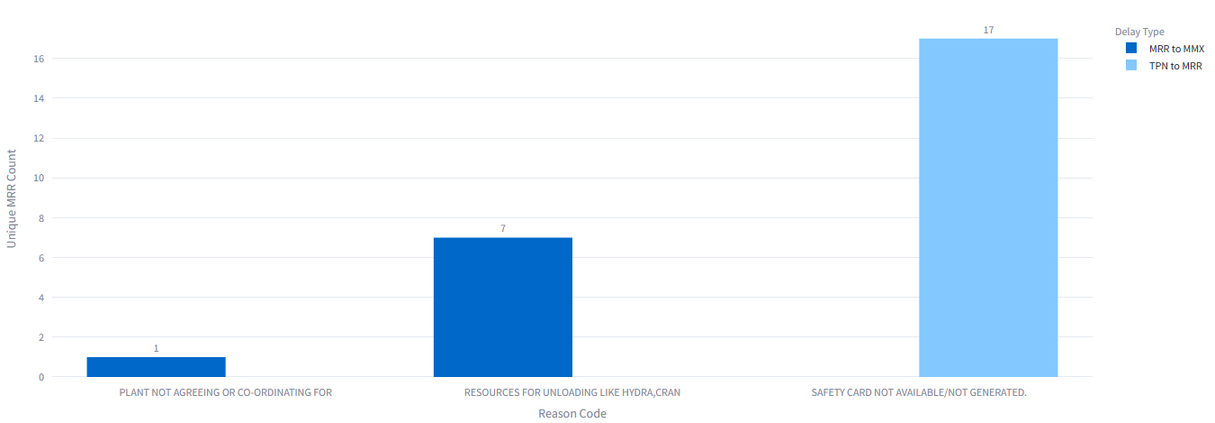 17
Delay Type
MRR to MMX
TPN to MRR
16
14
12
10
8
7
6
4
2
1
0
Unique MRR Count
PLANT NOT AGREEING OR CO-ORDINATING FOR
RESOURCES FOR UNLOADING LIKE HYDRA,CRAN
SAFETY CARD NOT AVAILABLE/NOT GENERATED.
Reason Code